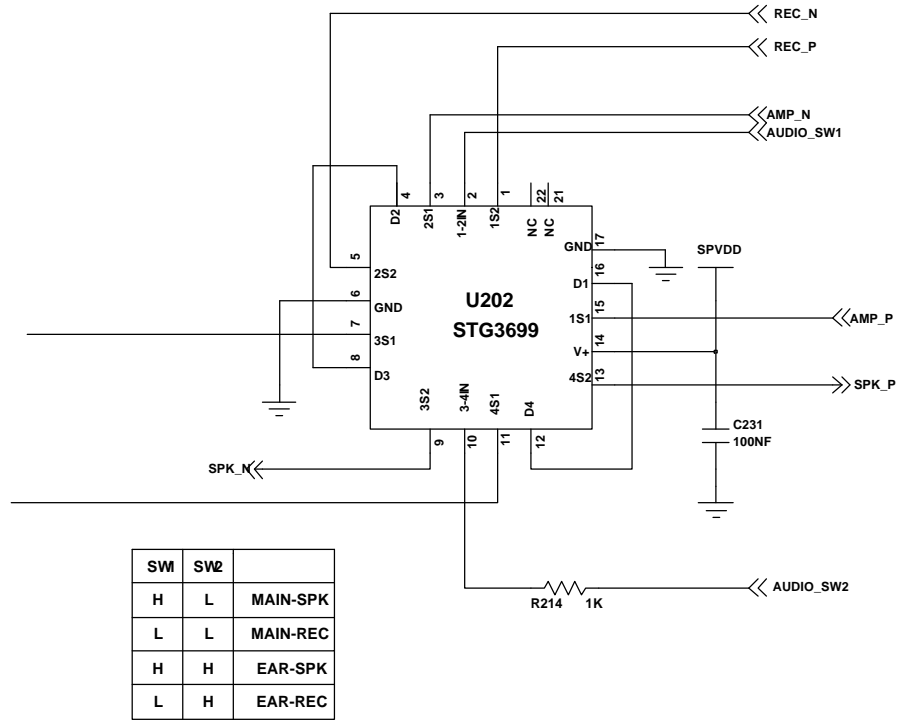 REC_N
REC_P
AMP_N
AUDIO_SW1
4
3
2
1
22
21
D2
2S1
1-2IN
1S2
NC
NC
17
GND
SPVDD
5
2S2
16
D1
6
GND
U202
STG3699
15
1S1
AMP_P
7
3S1
14
V+
8
D3
13
4S2
SPK_P
3S2
3-4IN
4S1
D4
C231
100NF
9
10
11
12
SPK_N
AUDIO_SW2
R214 1K
SW1 SW2
H L MAIN-SPK
L L MAIN-REC
H H EAR-SPK
L H EAR-REC